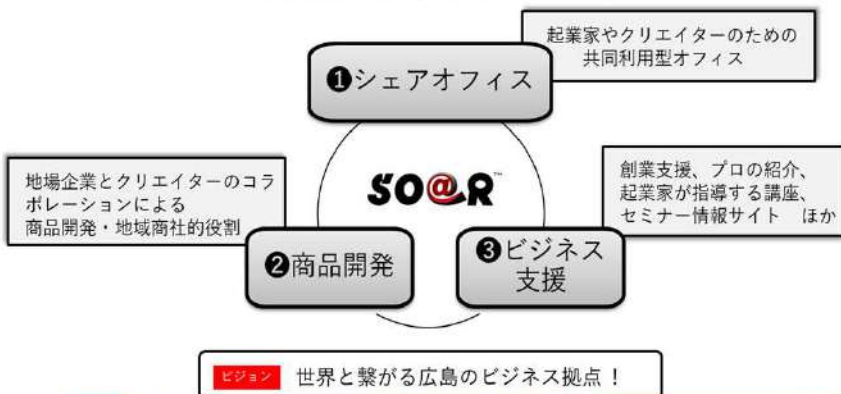 起業家やクリエイターのための
共同利用型オフィス
❶シェアオフィス
SO@R™
地場企業とクリエイターのコラ
ボレーションによる
商品開発・地域商社的役割
創業支援、プロの紹介、
起業家が指導する講座、
セミナー情報サイト　ほか
❷商品開発
❸ビジネス
支援
ビジョン 世界と繋がる広島のビジネス拠点！